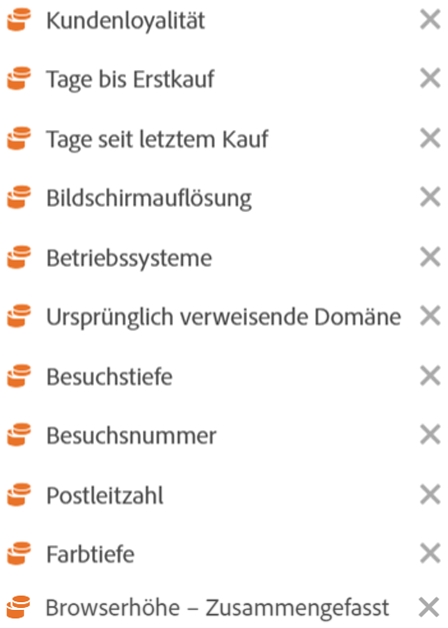 Kundenloyalität
Tage bis Erstkauf
Tage seit letztem Kauf
Bildschirmauflösung
Betriebssysteme
Ursprünglich verweisende Domäne
Besuchstiefe
Besuchsnummer
Postleitzahl
Farbtiefe
Browserhöhe – Zusammengefasst